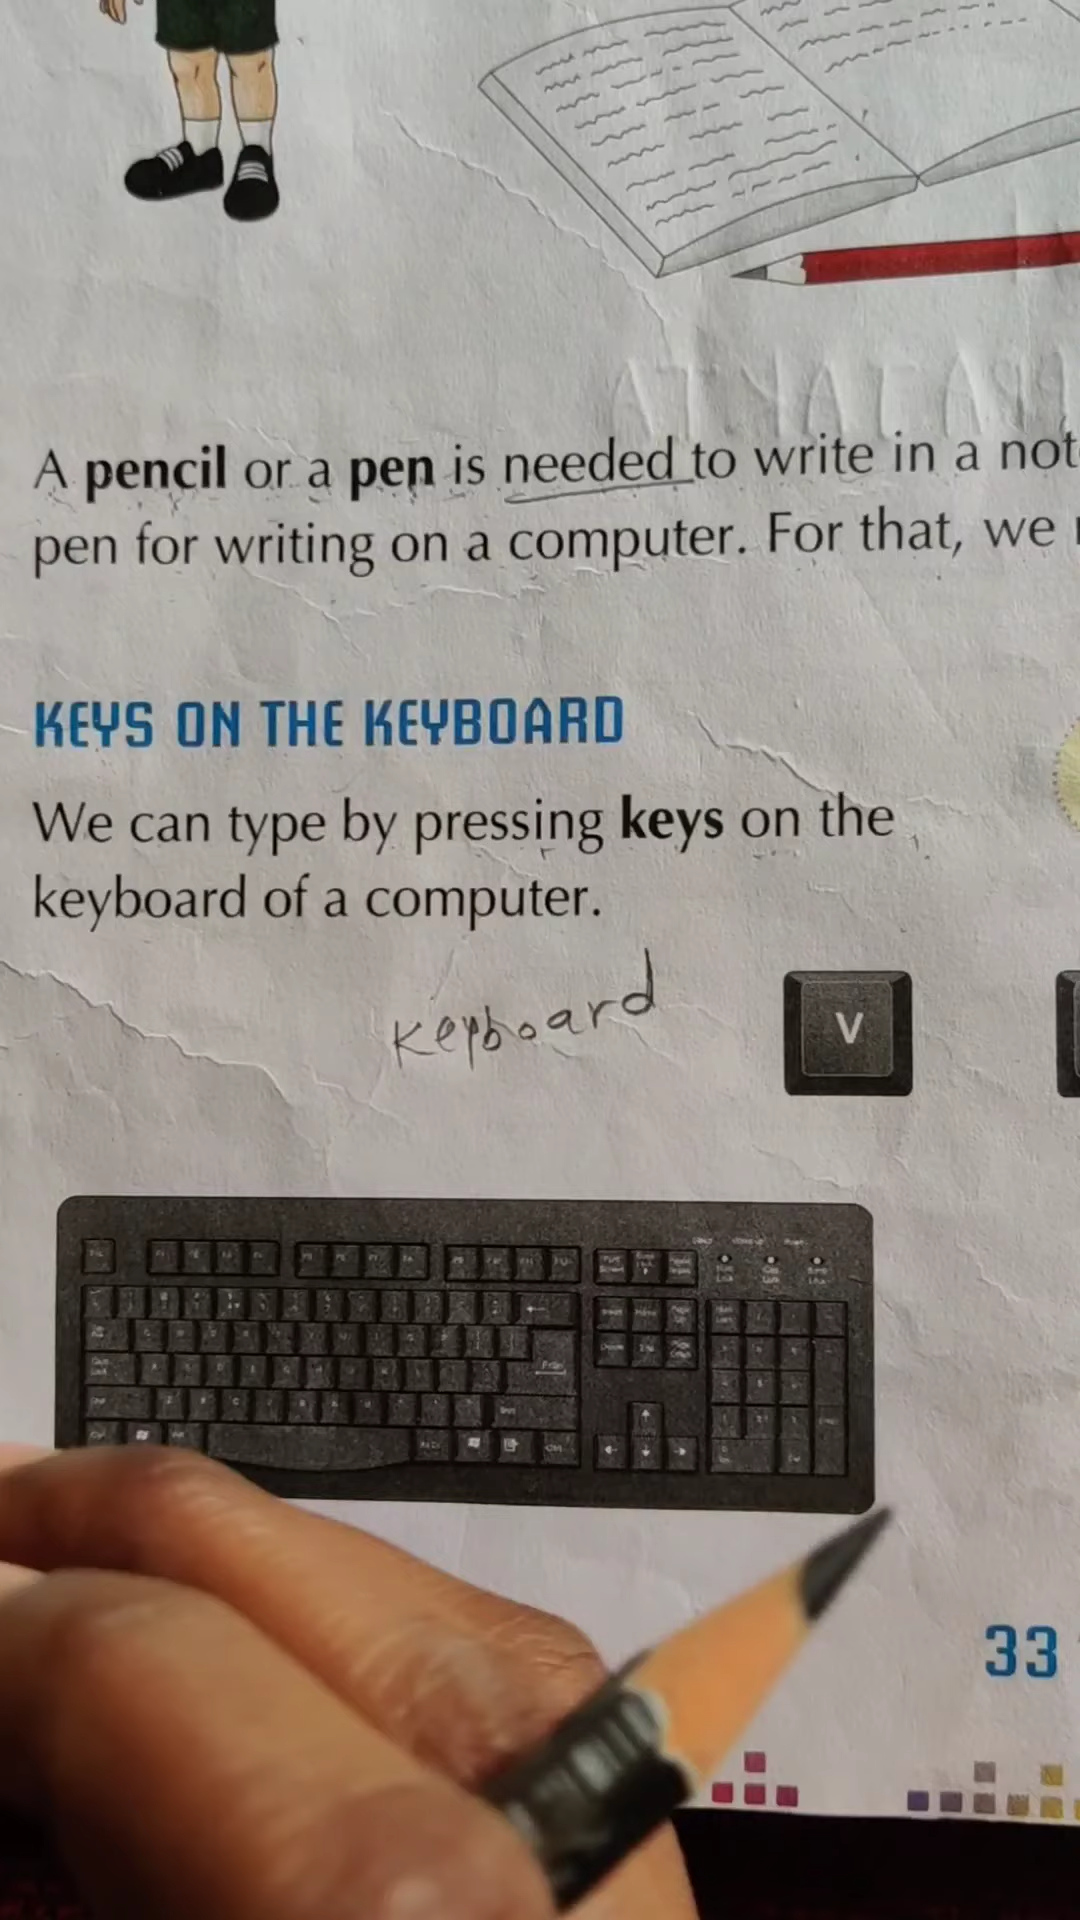 A pencil or a pen is needed to write in a not
pen for writing on a computer. For that, we
KEYS ON THE KEYBOARD
We can type by pressing keys on the
keyboard of a computer.
Keyboard
V
33